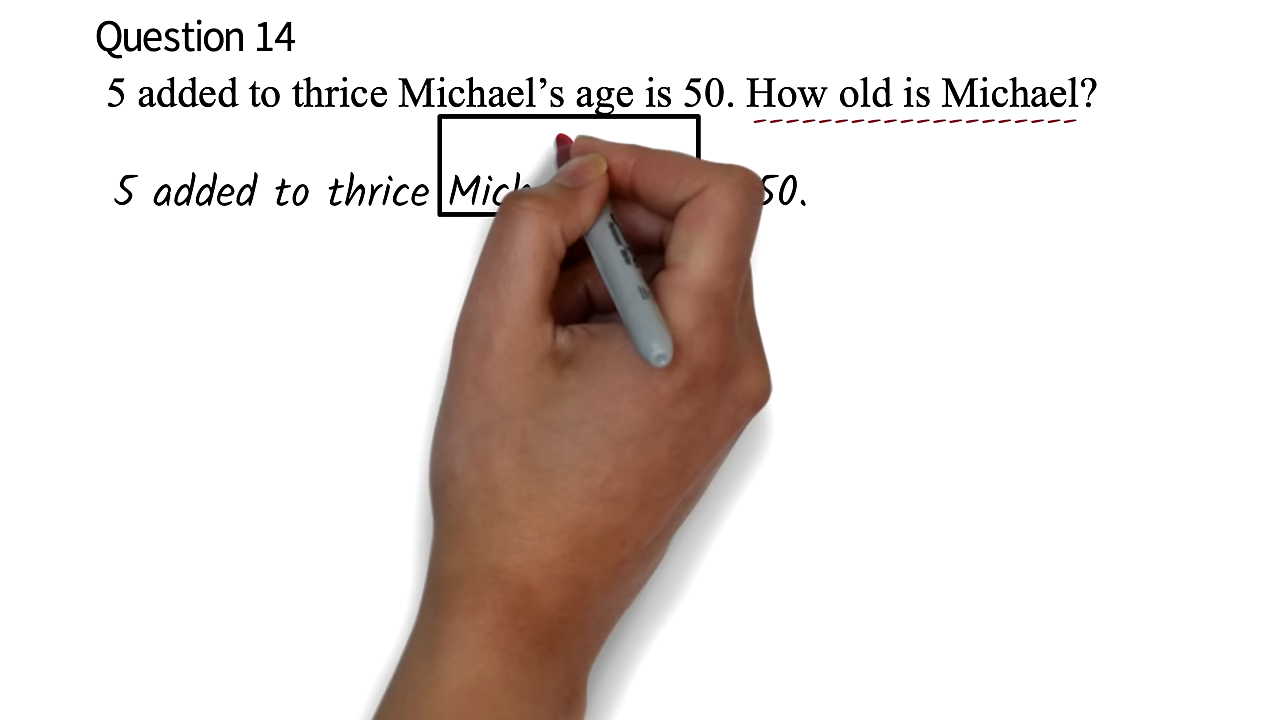 Question 14
5 added to thrice Michael’s age is 50. How old is Michael?
5 added to thrice 50.